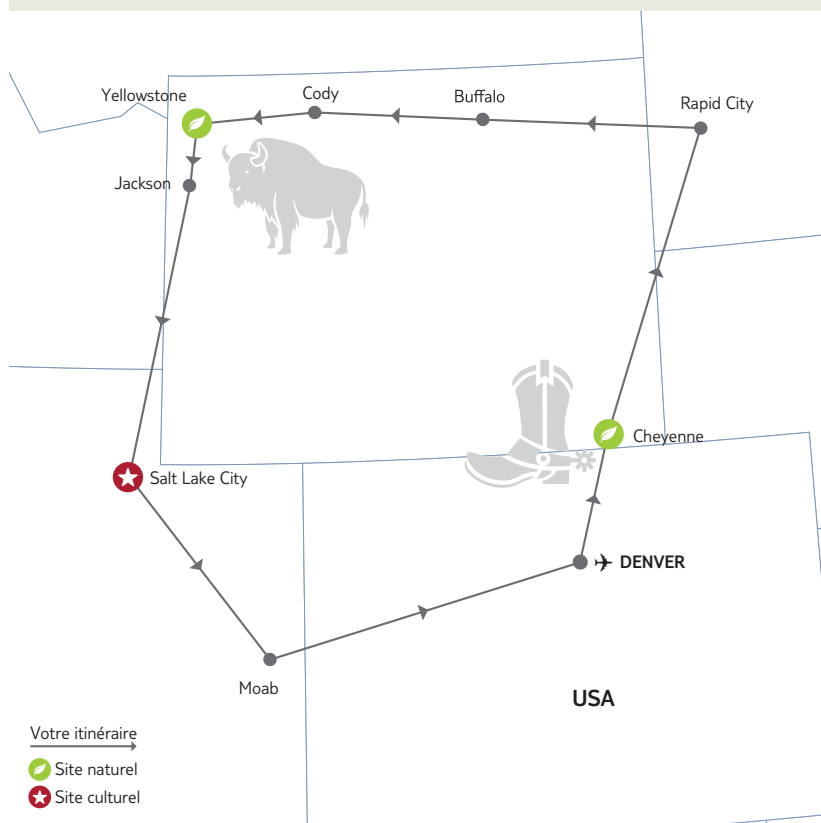 Yellowstone
Cody
Buffalo
Rapid City
Jackson
Cheyenne
Salt Lake City
DENVER
Moab
USA
Votre itinéraire
Site naturel
Site culturel